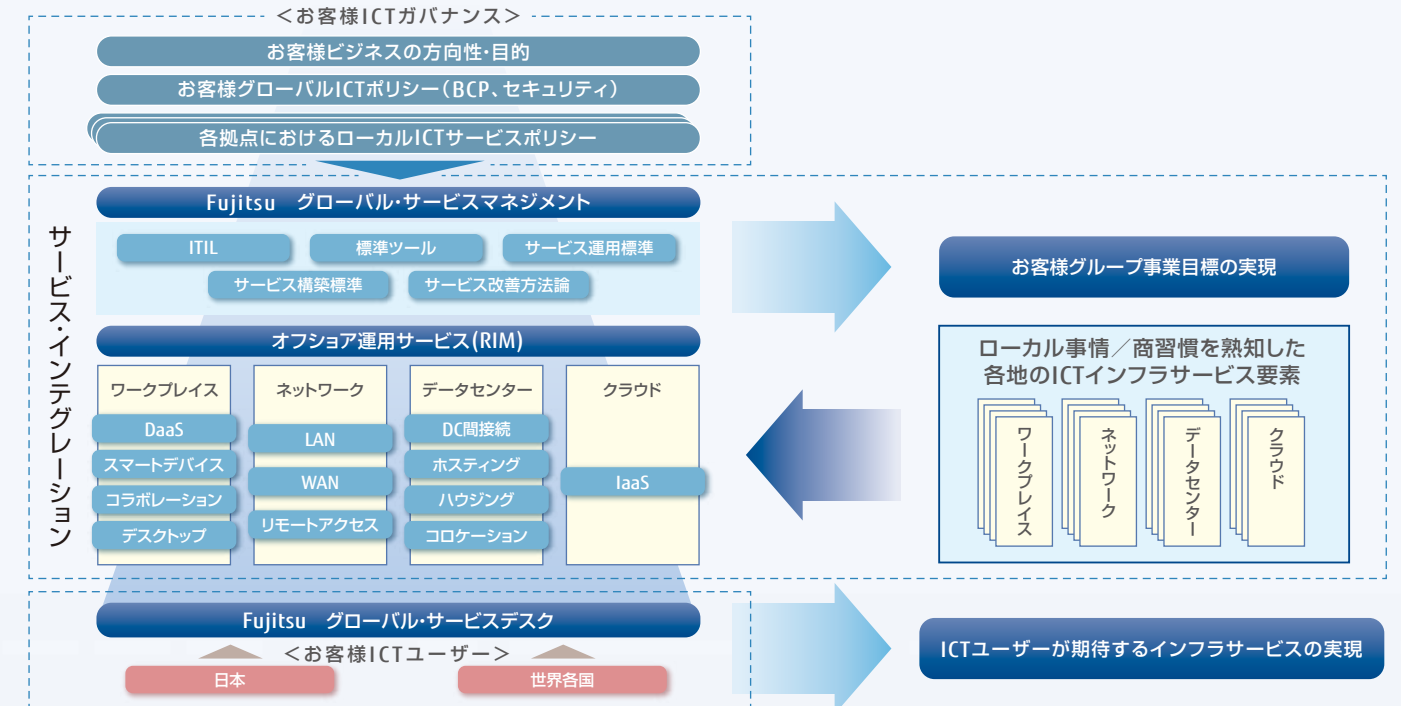 ＜お客様ICTガバナンス＞
お客様ビジネスの方向性・目的
お客様グローバルICTポリシー（BCP、セキュリティ）
各拠点におけるローカルICTサービスポリシー
サービス・インテグレーション
Fujitsu　グローバル・サービスマネジメント
ITIL
標準ツール
サービス運用標準
サービス構築標準
サービス改善方法論
オフショア運用サービス(RIM)
ワークプレイス
DaaS
スマートデバイス
コラボレーション
デスクトップ
ネットワーク
LAN
WAN
リモートアクセス
データセンター
DC間接続
ホスティング
ハウジング
コロケーション
クラウド
IaaS
お客様グループ事業目標の実現
ローカル事情／商習慣を熟知した
各地のICTインフラサービス要素
ワークプレイス
ネットワーク
データセンター
クラウド
Fujitsu　グローバル・サービスデスク
＜お客様ICTユーザー＞
日本
世界各国
ICTユーザーが期待するインフラサービスの実現